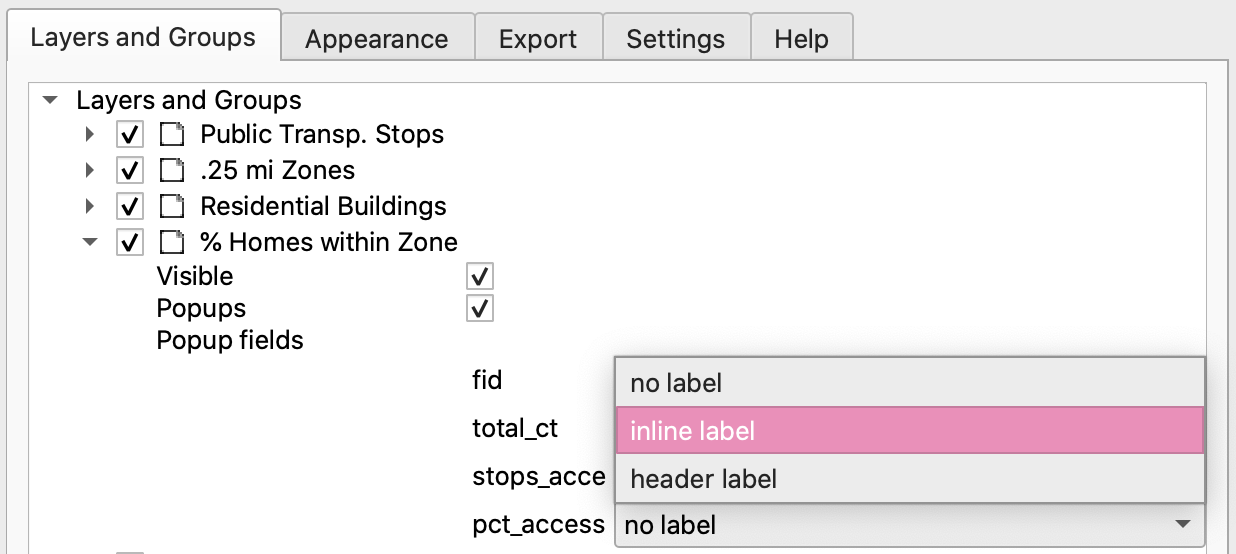 Layers and Groups Appearance Export Settings Help
Layers and Groups
Public Transp. Stops
.25 mi Zones
Residential Buildings
% Homes within Zone
Visible
Popups
Popup fields
fid no label
total_ct inline label
stops_acce header label
pct_access no label